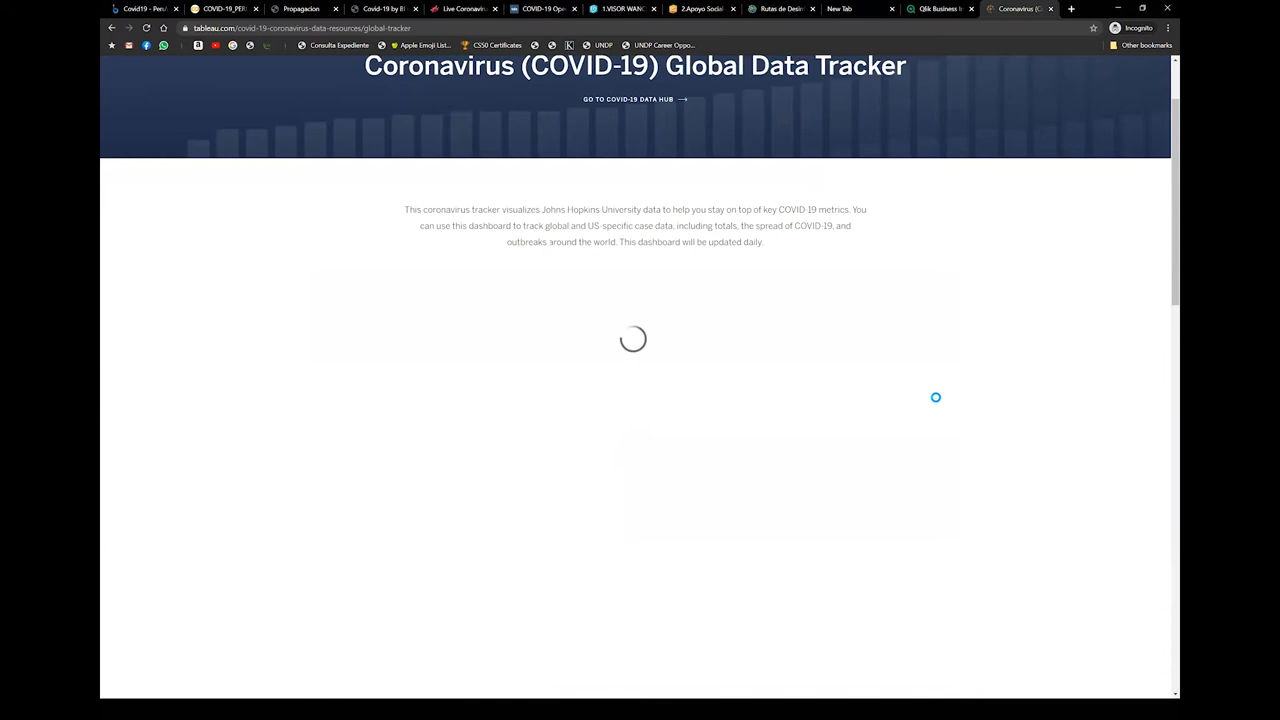 Covid19 - Perú
COVID-19_PER
Propagacion
Covid-19 by Bl
Live Coronavirus
COVID-19 Ope
1.VISOR WANC
2.Apoyo Social
Rutas de Desin
New Tab
Qlik Business In
Coronavirus (C
tableau.com/covid-19-coronavirus-data-resources/global-tracker
Incognito
Consulta Expediente
Apple Emoji List...
CS50 Certificates
UNDP
UNDP Career Oppo...
Other bookmarks
Coronavirus (COVID-19) Global Data Tracker
GO TO COVID-19 DATA HUB →
This coronavirus tracker visualizes Johns Hopkins University data to help you stay on top of key COVID-19 metrics. You
can use this dashboard to track global and US-specific case data, including totals, the spread of COVID-19, and
outbreaks around the world. This dashboard will be updated daily.